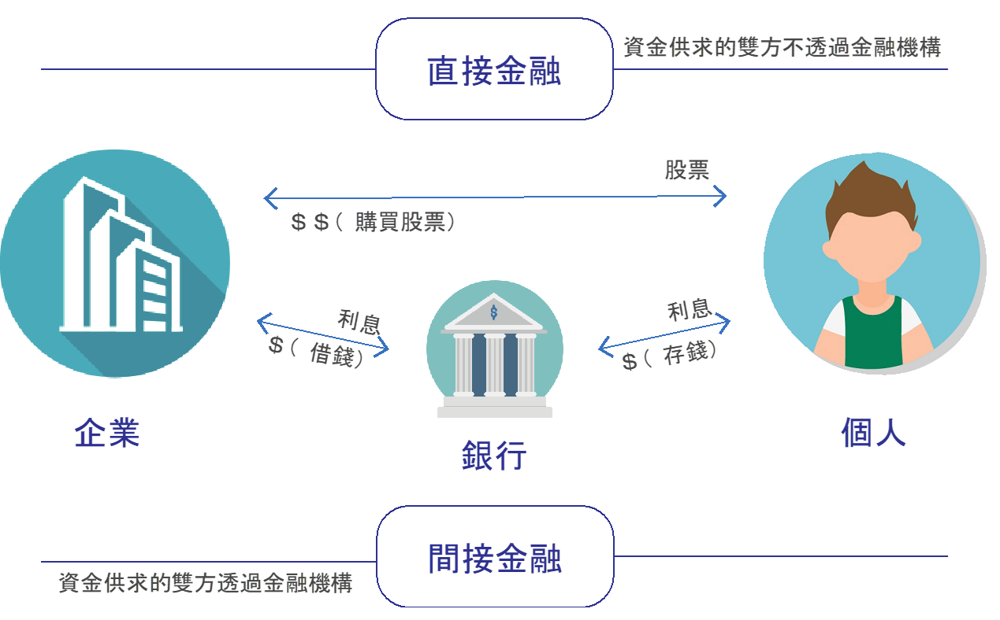 直接金融
資金供求的雙方不透過金融機構
股票
$ $( 購買股票)
利息
$( 借錢)
利息
$( 存錢)
$
企業
銀行
個人
間接金融
資金供求的雙方透過金融機構